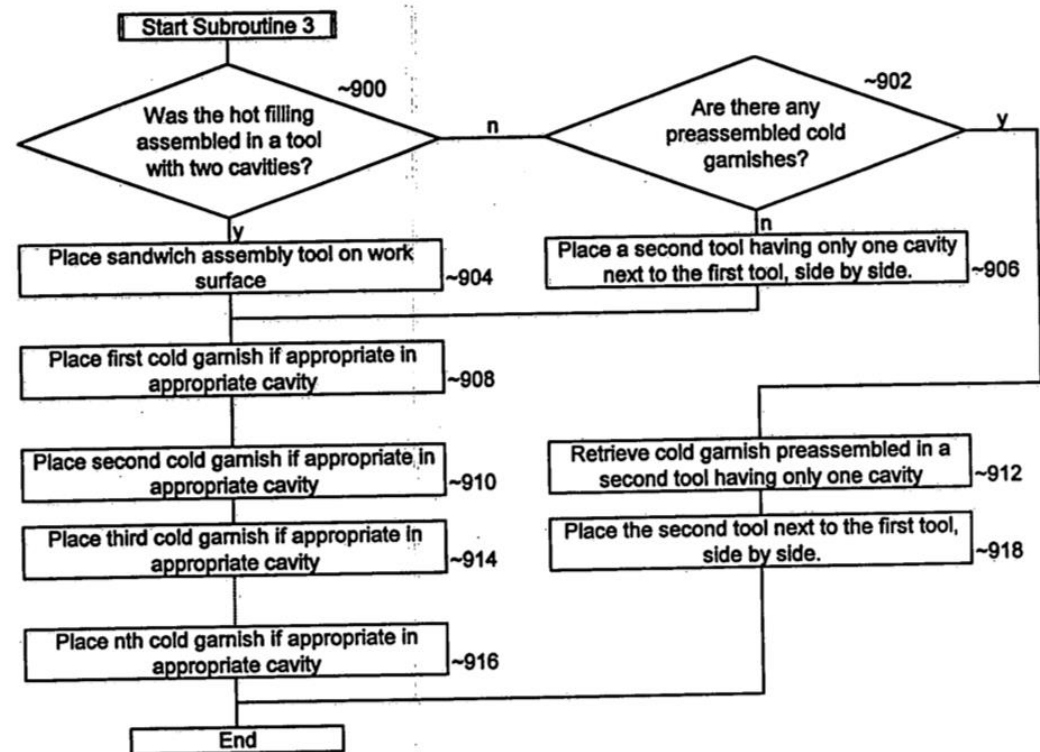 Start Subroutine 3
~900
Was the hot filling
assembled in a tool
with two cavities?
n
~902
Are there any
preassembled cold
garnishes?
y
y
Place sandwich assembly tool on work
surface
~904
n
Place a second tool having only one cavity
next to the first tool, side by side.
~906
Place first cold garnish if appropriate in
appropriate cavity
~908
Place second cold garnish if appropriate in
appropriate cavity
~910
Retrieve cold garnish preassembled in a
second tool having only one cavity
~912
Place third cold garnish if appropriate in
appropriate cavity
~914
Place the second tool next to the first tool,
side by side.
~918
Place nth cold garnish if appropriate in
appropriate cavity
~916
End